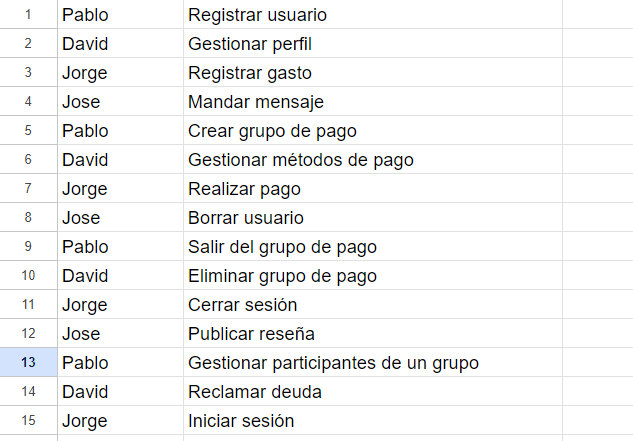 1 Pablo Registrar usuario
2 David Gestionar perfil
3 Jorge Registrar gasto
4 Jose Mandar mensaje
5 Pablo Crear grupo de pago
6 David Gestionar métodos de pago
7 Jorge Realizar pago
8 Jose Borrar usuario
9 Pablo Salir del grupo de pago
10 David Eliminar grupo de pago
11 Jorge Cerrar sesión
12 Jose Publicar reseña
13 Pablo Gestionar participantes de un grupo
14 David Reclamar deuda
15 Jorge Iniciar sesión